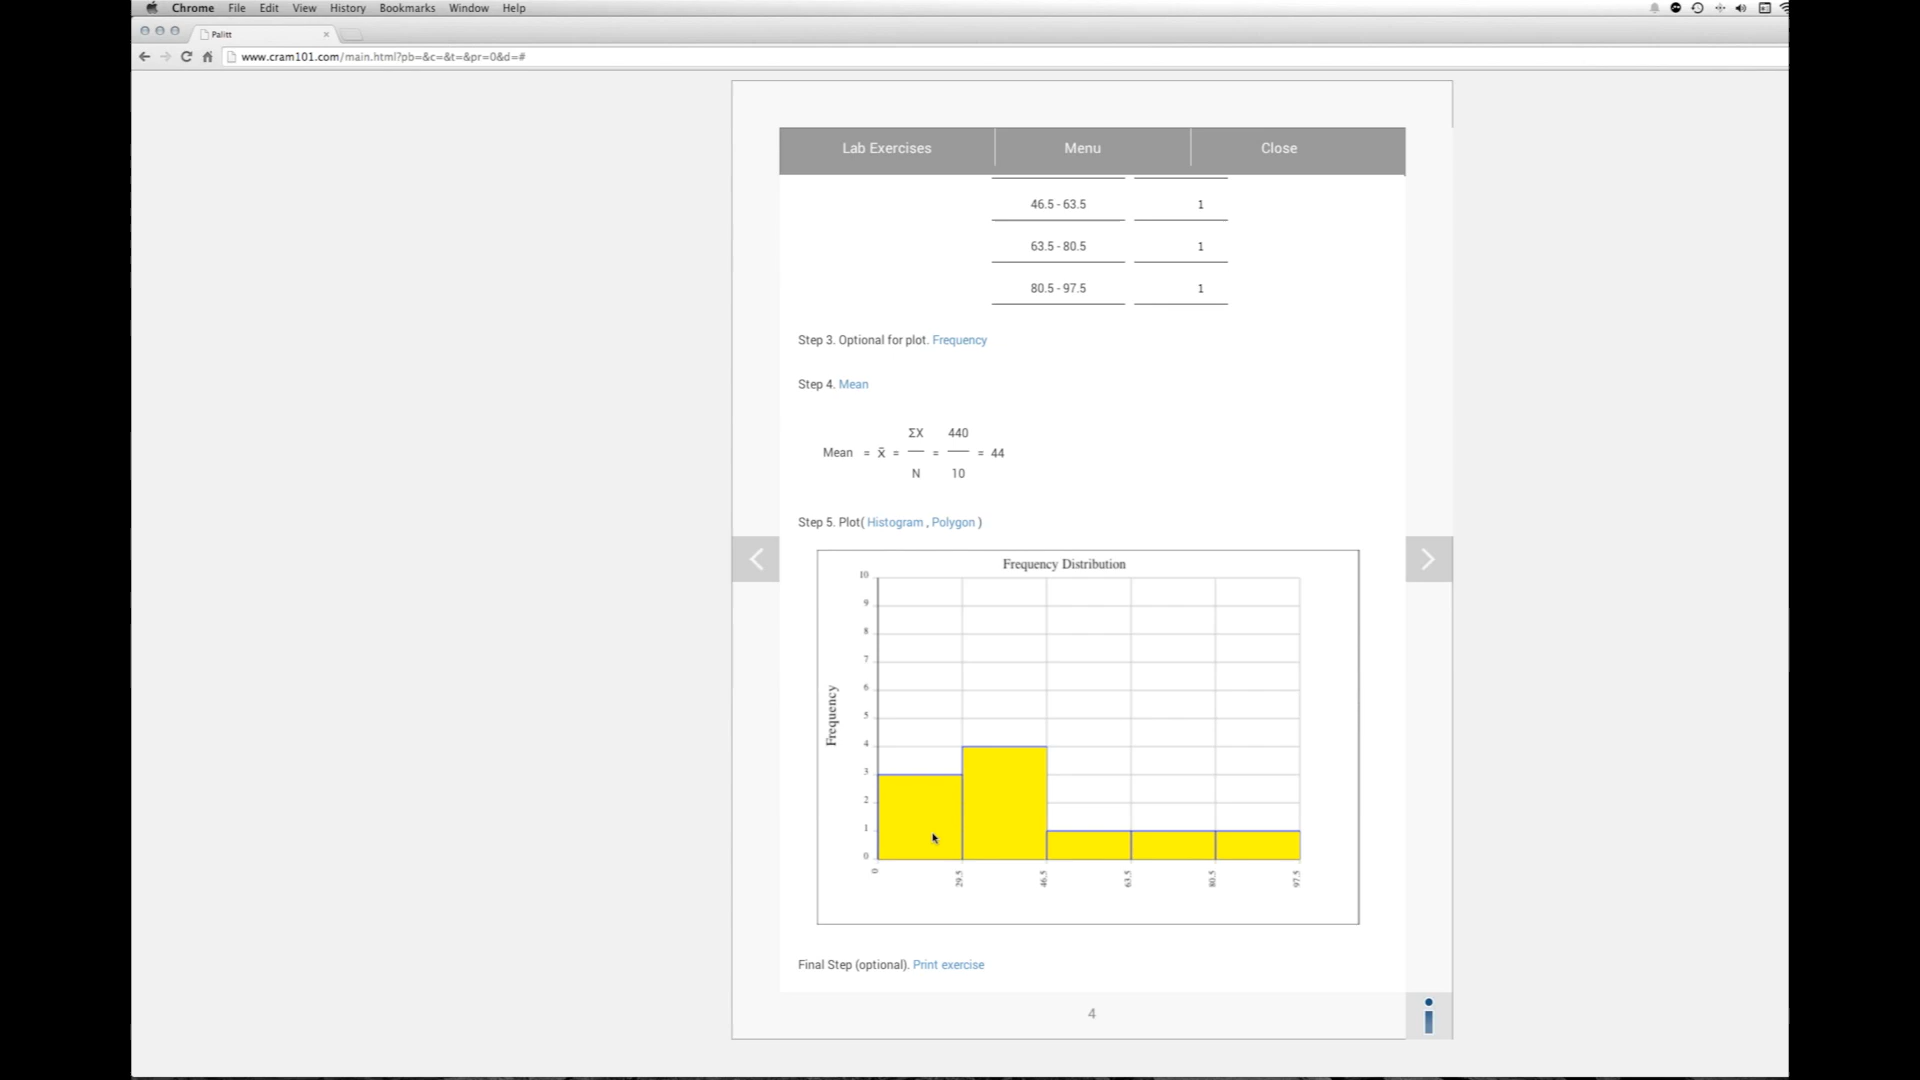 Chrome File Edit View History Bookmarks Window Help
Palitt
www.cram101.com/main.html?pb=&c=&t=&pr=0&d=#
Lab Exercises Menu Close
46.5 - 63.5 1
63.5 - 80.5 1
80.5 - 97.5 1
Step 3. Optional for plot. Frequency
Step 4. Mean
ΣX 440
Mean = x̄ = = = 44
N 10
Step 5. Plot( Histogram , Polygon )
Frequency Distribution
10
9
8
7
6
5
4
3
2
1
0
Frequency
0 29.5 46.5 63.5 80.5 97.5
Final Step (optional). Print exercise
4
i